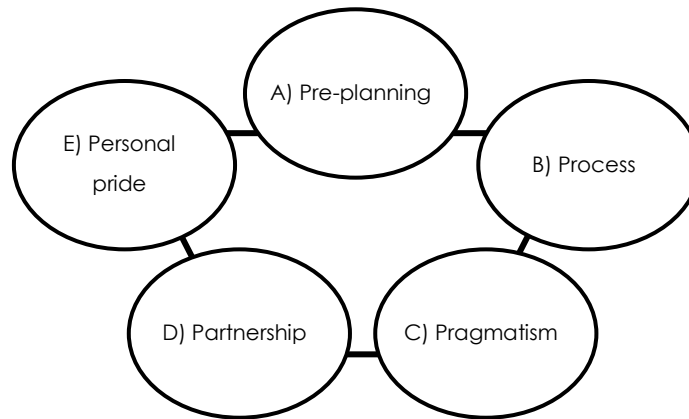 A) Pre-planning
B) Process
C) Pragmatism
D) Partnership
E) Personal
pride